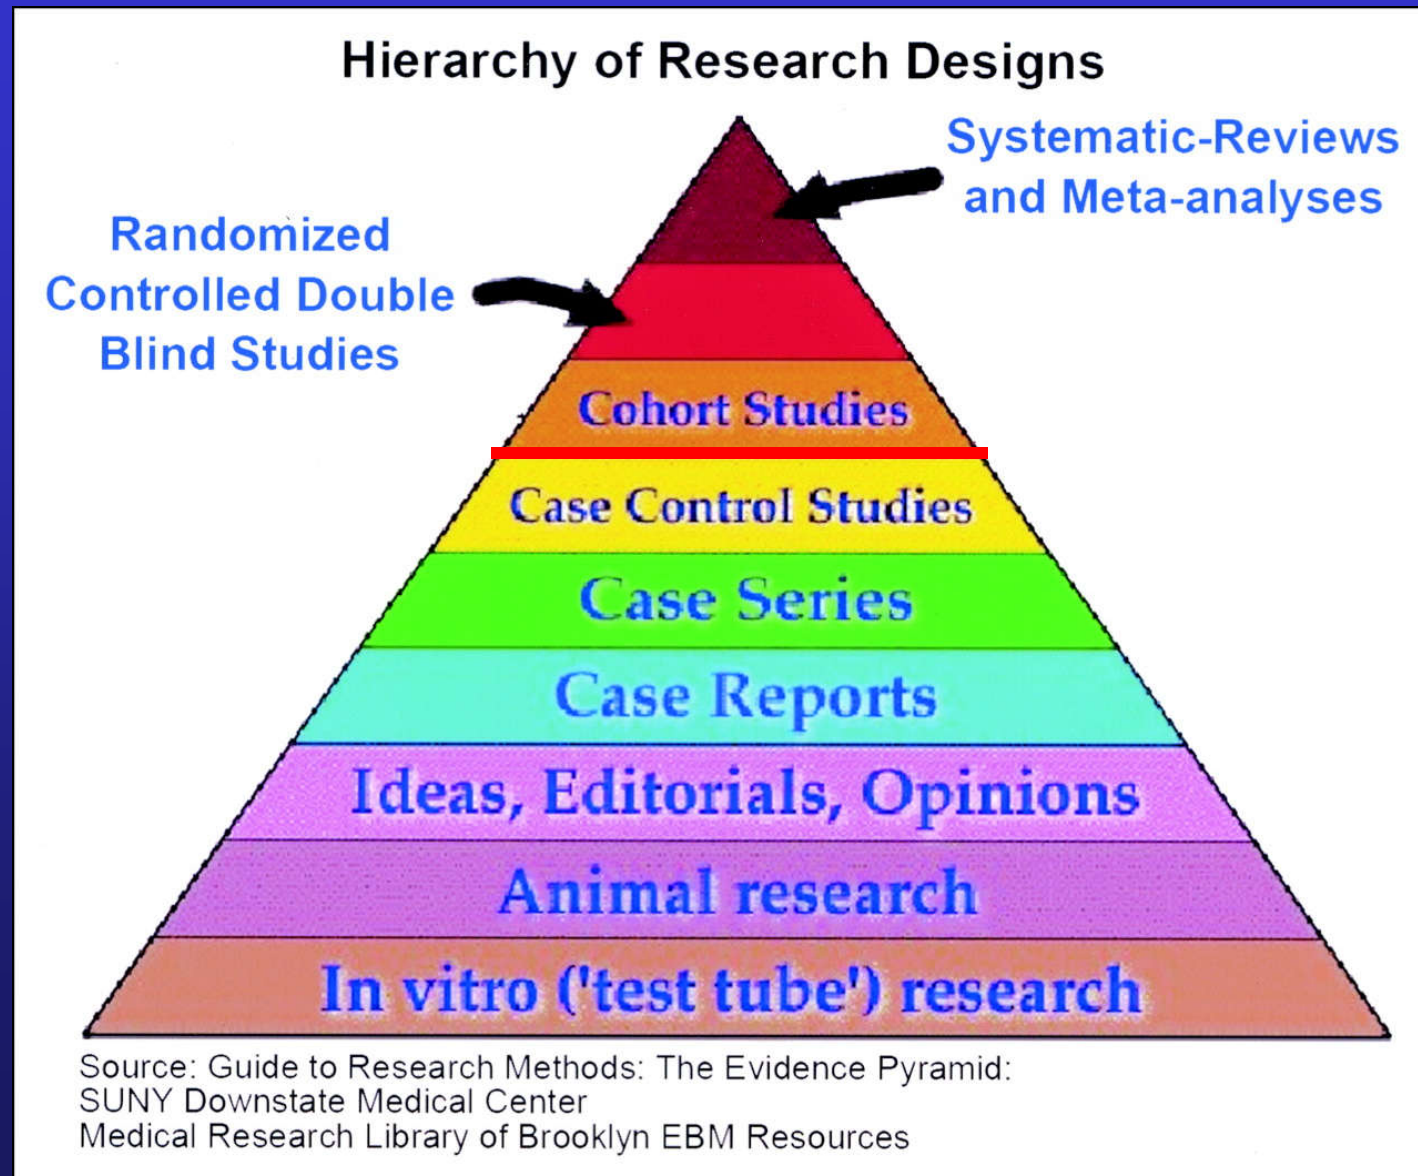 Hierarchy of Research Designs
Systematic-Reviews
and Meta-analyses
Randomized
Controlled Double
Blind Studies
Cohort Studies
Case Control Studies
Case Series
Case Reports
Ideas, Editorials, Opinions
Animal research
In vitro ('test tube') research
Source: Guide to Research Methods: The Evidence Pyramid:
SUNY Downstate Medical Center
Medical Research Library of Brooklyn EBM Resources